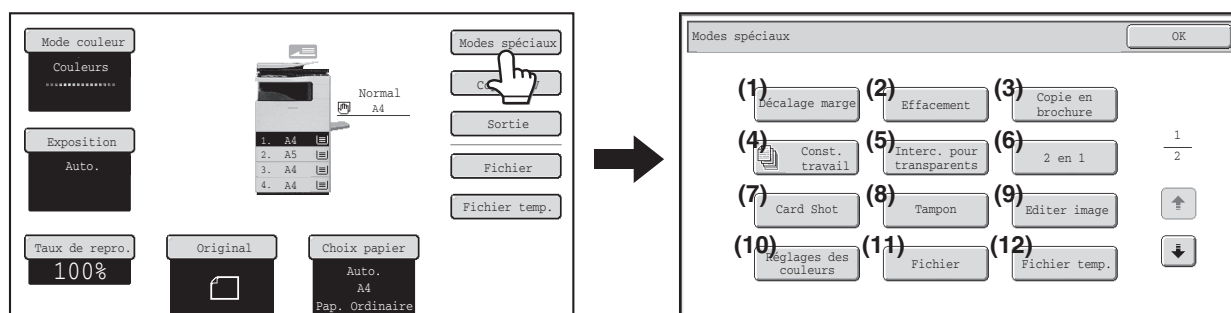 Mode couleur
Couleurs
Exposition
Auto.
Taux de repro.
100%
Original
Choix papier
Auto.
A4
Pap. Ordinaire
Normal
A4
1. A4
2. A5
3. A4
4. A4
Modes spéciaux
Sortie
Fichier
Fichier temp.
Modes spéciaux
OK
(1) Décalage marge
(2) Effacement
(3) Copie en
brochure
(4) Const.
travail
(5) Interc. pour
transparents
(6) 2 en 1
(7) Card Shot
(8) Tampon
(9) Editer image
(10) Réglages des
couleurs
(11) Fichier
(12) Fichier temp.
1
2